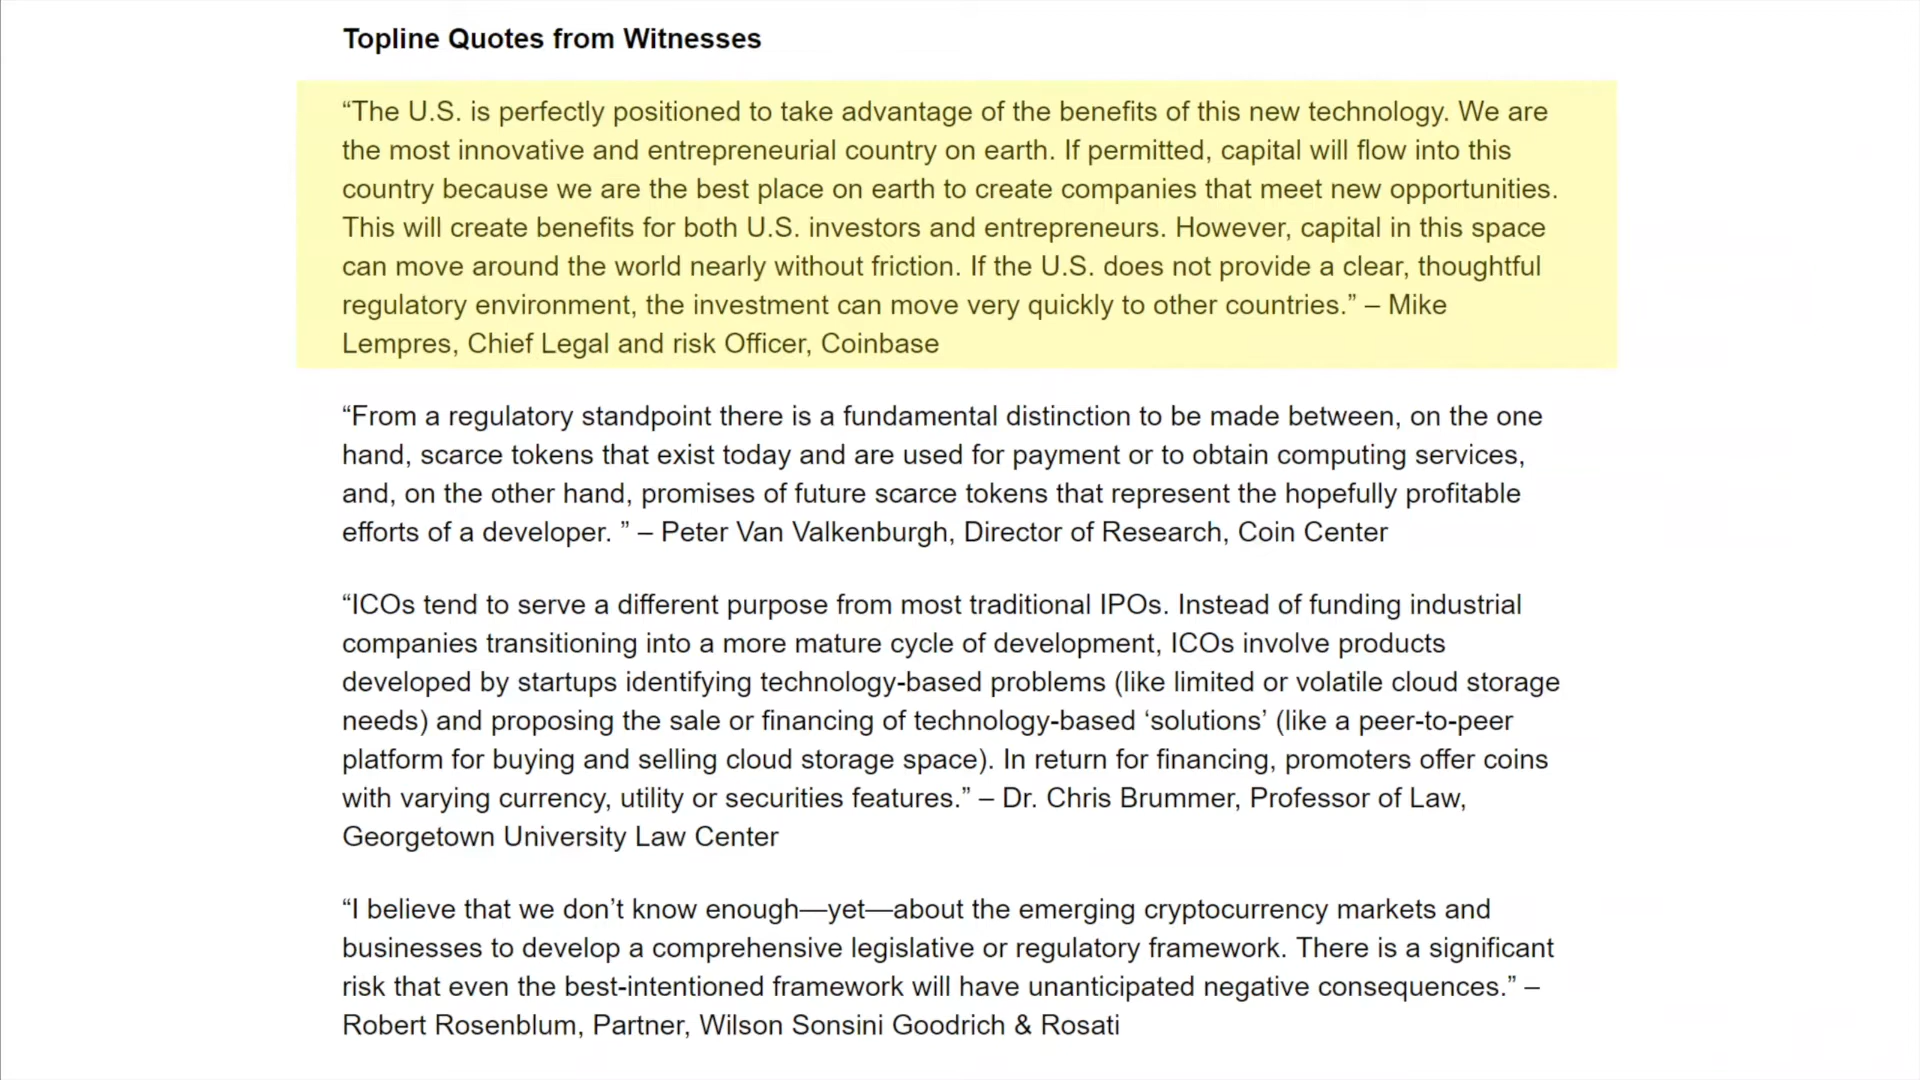 Topline Quotes from Witnesses
“The U.S. is perfectly positioned to take advantage of the benefits of this new technology. We are
the most innovative and entrepreneurial country on earth. If permitted, capital will flow into this
country because we are the best place on earth to create companies that meet new opportunities.
This will create benefits for both U.S. investors and entrepreneurs. However, capital in this space
can move around the world nearly without friction. If the U.S. does not provide a clear, thoughtful
regulatory environment, the investment can move very quickly to other countries.” – Mike
Lempres, Chief Legal and risk Officer, Coinbase
“From a regulatory standpoint there is a fundamental distinction to be made between, on the one
hand, scarce tokens that exist today and are used for payment or to obtain computing services,
and, on the other hand, promises of future scarce tokens that represent the hopefully profitable
efforts of a developer. ” – Peter Van Valkenburgh, Director of Research, Coin Center
“ICOs tend to serve a different purpose from most traditional IPOs. Instead of funding industrial
companies transitioning into a more mature cycle of development, ICOs involve products
developed by startups identifying technology-based problems (like limited or volatile cloud storage
needs) and proposing the sale or financing of technology-based ‘solutions’ (like a peer-to-peer
platform for buying and selling cloud storage space). In return for financing, promoters offer coins
with varying currency, utility or securities features.” – Dr. Chris Brummer, Professor of Law,
Georgetown University Law Center
“I believe that we don’t know enough—yet—about the emerging cryptocurrency markets and
businesses to develop a comprehensive legislative or regulatory framework. There is a significant
risk that even the best-intentioned framework will have unanticipated negative consequences.” –
Robert Rosenblum, Partner, Wilson Sonsini Goodrich & Rosati